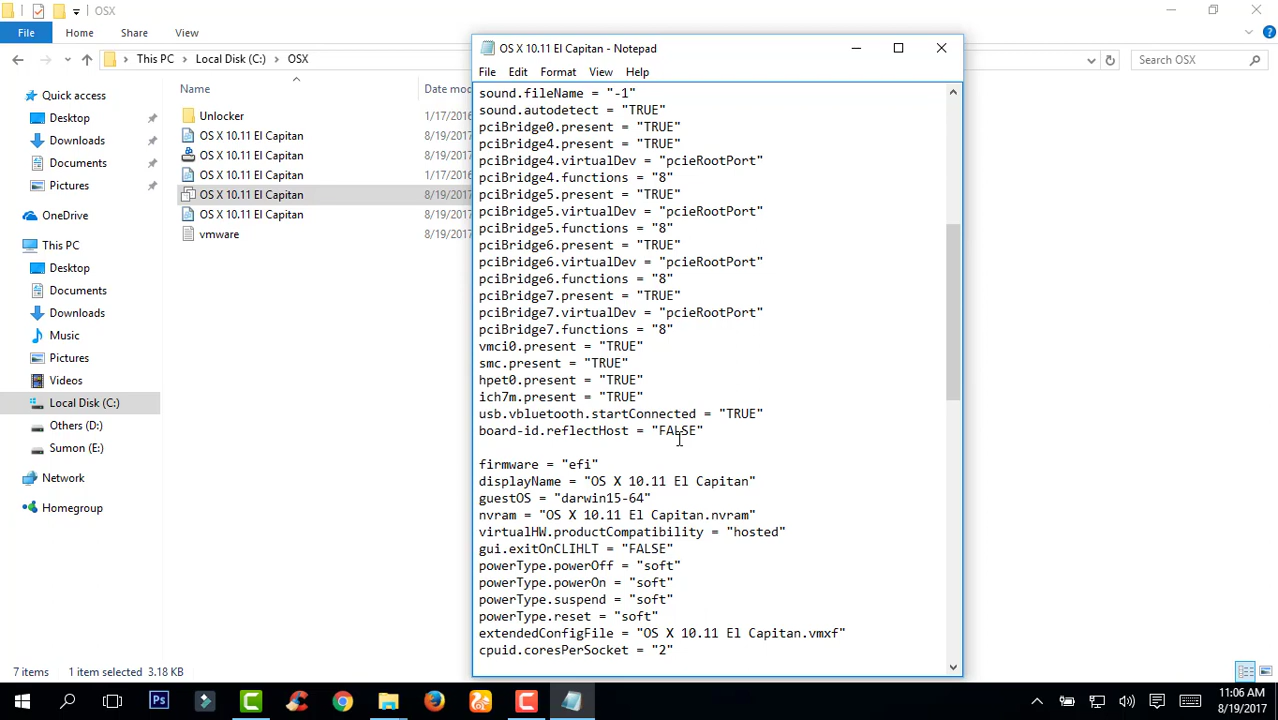 OSX
File
Home
Share
View
This PC
Local Disk (C:)
OSX
Search OSX
Quick access
Desktop
Downloads
Documents
Pictures
OneDrive
This PC
Desktop
Documents
Downloads
Music
Pictures
Videos
Local Disk (C:)
Others (D:)
Sumon (E:)
Network
Homegroup
Name
Date mod
Unlocker
1/17/2016
OS X 10.11 El Capitan
8/19/2017
OS X 10.11 El Capitan
8/19/2017
OS X 10.11 El Capitan
1/17/2016
OS X 10.11 El Capitan
8/19/2017
OS X 10.11 El Capitan
8/19/2017
vmware
8/19/2017
OS X 10.11 El Capitan - Notepad
File Edit Format View Help
sound.fileName = "-1"
sound.autodetect = "TRUE"
pciBridge0.present = "TRUE"
pciBridge4.present = "TRUE"
pciBridge4.virtualDev = "pcieRootPort"
pciBridge4.functions = "8"
pciBridge5.present = "TRUE"
pciBridge5.virtualDev = "pcieRootPort"
pciBridge5.functions = "8"
pciBridge6.present = "TRUE"
pciBridge6.virtualDev = "pcieRootPort"
pciBridge6.functions = "8"
pciBridge7.present = "TRUE"
pciBridge7.virtualDev = "pcieRootPort"
pciBridge7.functions = "8"
vmci0.present = "TRUE"
smc.present = "TRUE"
hpet0.present = "TRUE"
ich7m.present = "TRUE"
usb.vbluetooth.startConnected = "TRUE"
board-id.reflectHost = "FALSE"
firmware = "efi"
displayName = "OS X 10.11 El Capitan"
guestOS = "darwin15-64"
nvram = "OS X 10.11 El Capitan.nvram"
virtualHW.productCompatibility = "hosted"
gui.exitOnCLIHLT = "FALSE"
powerType.powerOff = "soft"
powerType.powerOn = "soft"
powerType.suspend = "soft"
powerType.reset = "soft"
extendedConfigFile = "OS X 10.11 El Capitan.vmxf"
cpuid.coresPerSocket = "2"
7 items
1 item selected 3.18 KB
Ps
11:06 AM
8/19/2017